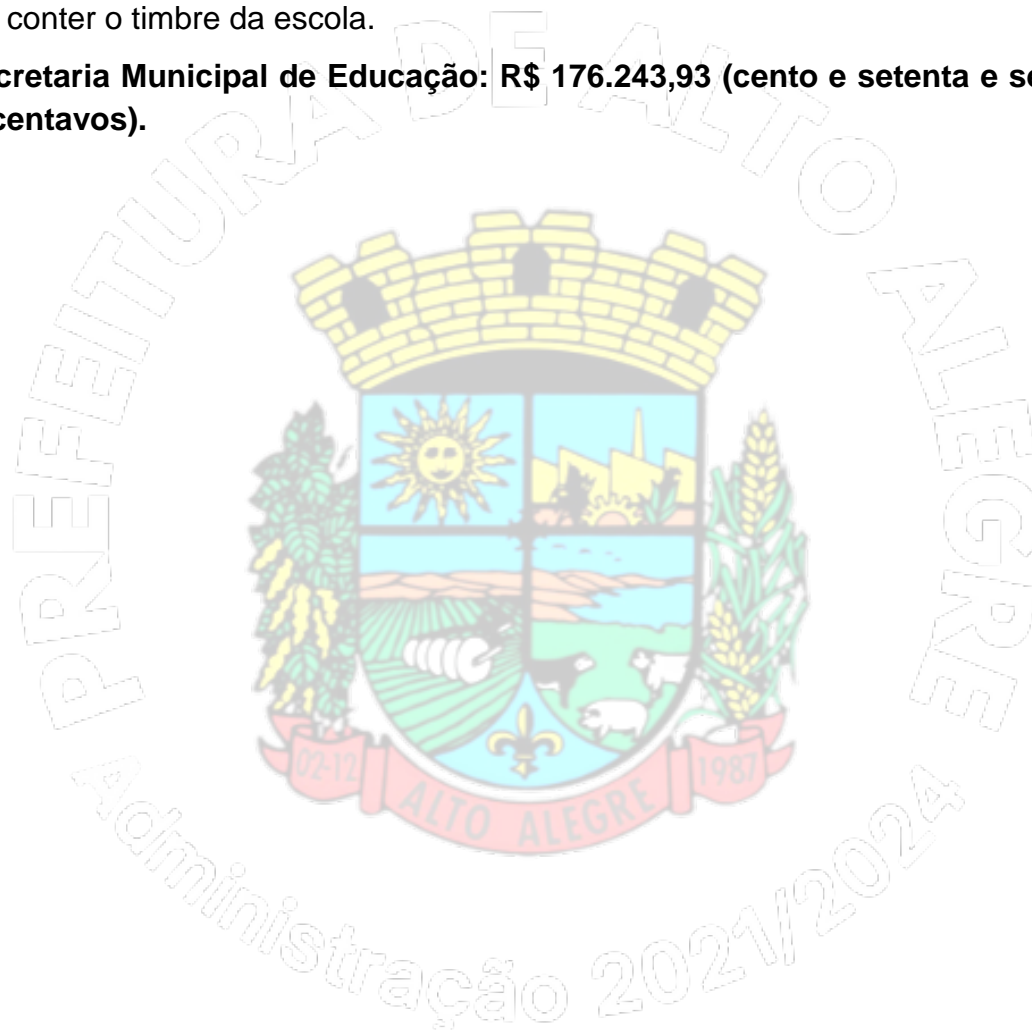 conter o timbre da escola.
cretaria Municipal de Educação: R$ 176.243,93 (cento e setenta e se
centavos).
PREFEITURA DE ALTO ALEGRE
02-12
ALTO ALEGRE
1987
Administração 2021/2024